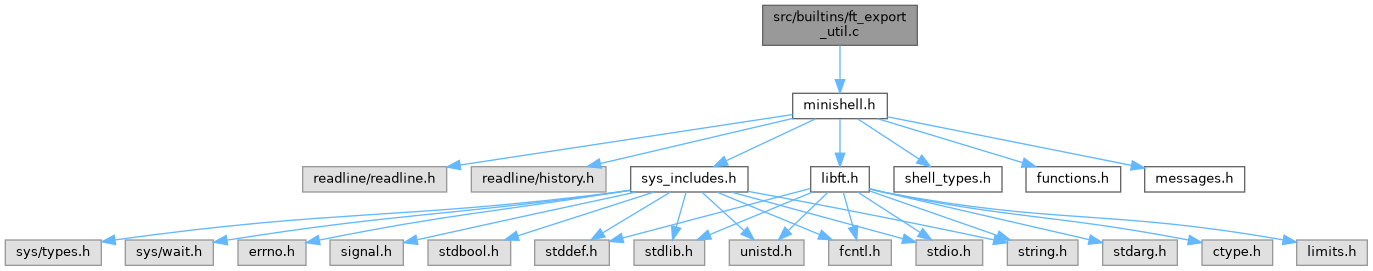 src/builtins/ft_export
_util.c
minishell.h
readline/readline.h
readline/history.h
sys_includes.h
libft.h
shell_types.h
functions.h
messages.h
sys/types.h
sys/wait.h
errno.h
signal.h
stdbool.h
stddef.h
stdlib.h
unistd.h
fcntl.h
stdio.h
string.h
stdarg.h
ctype.h
limits.h